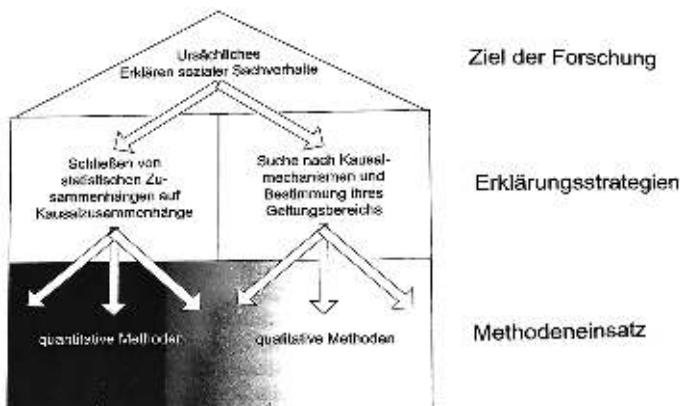 Ursächliches
Erklären sozialer Sachverhalte
Ziel der Forschung
Schließen von
statistischen Zu-
sammenhängen auf
Kausalzusammenhänge
Suche nach Kausal-
mechanismen und
Bestimmung ihres
Geltungsbereichs
Erklärungsstrategien
quantitative Methoden
qualitative Methoden
Methodeneinsatz